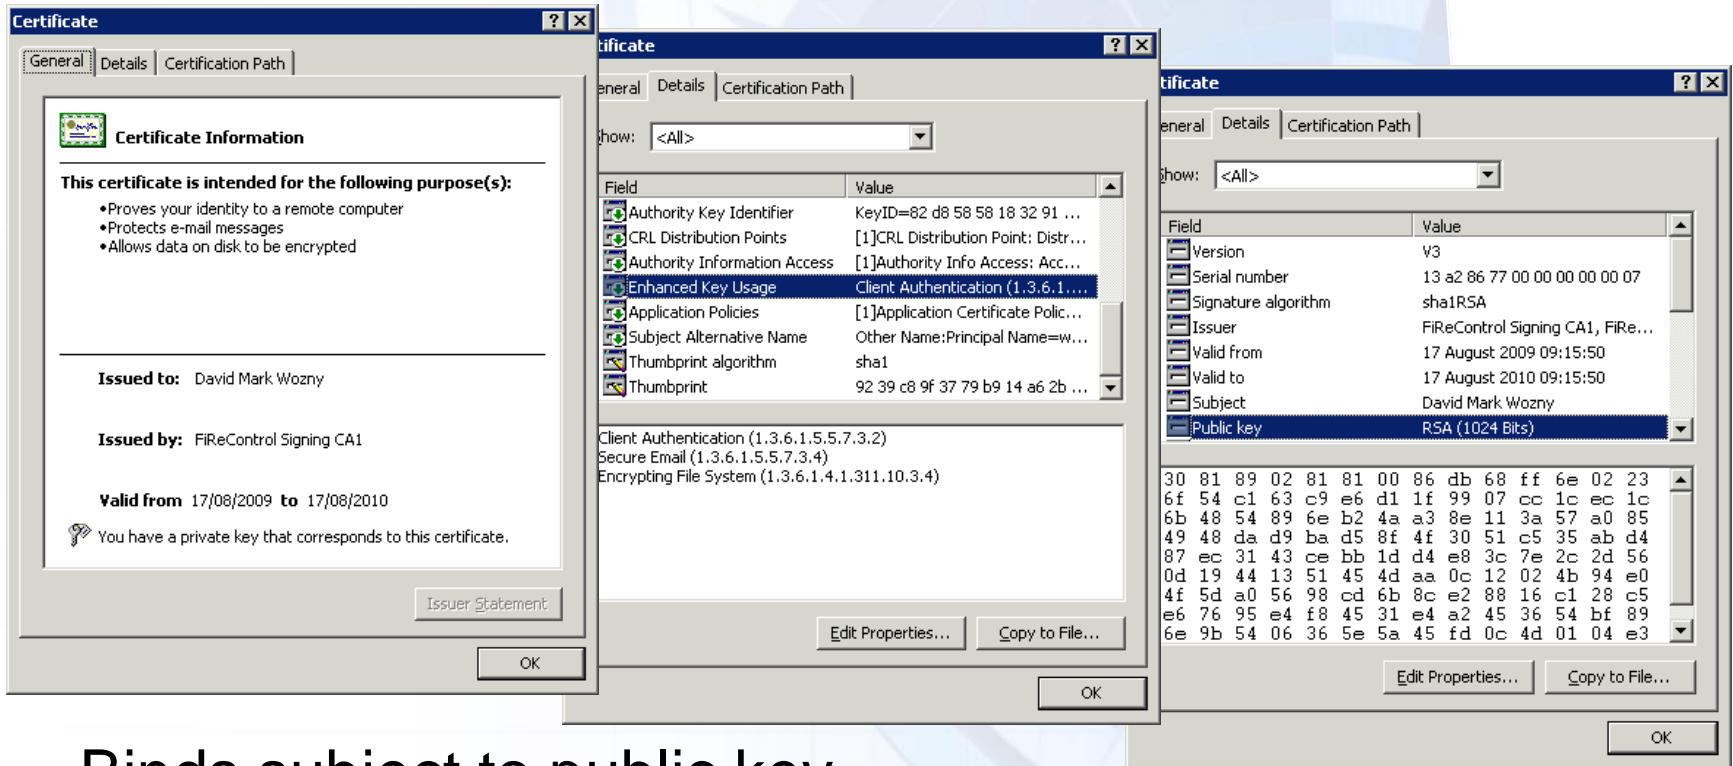 Certificate
General Details Certification Path
Certificate Information
This certificate is intended for the following purpose(s):
•Proves your identity to a remote computer
•Protects e-mail messages
•Allows data on disk to be encrypted
Issued to: David Mark Wozny
Issued by: FiReControl Signing CA1
Valid from 17/08/2009 to 17/08/2010
You have a private key that corresponds to this certificate.
Issuer Statement
OK
tificate
eneral Details Certification Path
Show: <All>
Field Value
Authority Key Identifier KeyID=82 d8 58 58 18 32 91 ...
CRL Distribution Points [1]CRL Distribution Point: Distr...
Authority Information Access [1]Authority Info Access: Acc...
Enhanced Key Usage Client Authentication (1.3.6.1....
Application Policies [1]Application Certificate Polic...
Subject Alternative Name Other Name:Principal Name=w...
Thumbprint algorithm sha1
Thumbprint 92 39 c8 9f 37 79 b9 14 a6 2b ...
Client Authentication (1.3.6.1.5.5.7.3.2)
Secure Email (1.3.6.1.5.5.7.3.4)
Encrypting File System (1.3.6.1.4.1.311.10.3.4)
Edit Properties... Copy to File...
OK
tificate
eneral Details Certification Path
Show: <All>
Field Value
Version V3
Serial number 13 a2 86 77 00 00 00 00 00 07
Signature algorithm sha1RSA
Issuer FiReControl Signing CA1, FiRe...
Valid from 17 August 2009 09:15:50
Valid to 17 August 2010 09:15:50
Subject David Mark Wozny
Public key RSA (1024 Bits)
30 81 89 02 81 81 00 86 db 68 ff 6e 02 23
6f 54 c1 63 c9 e6 d1 1f 99 07 cc 1c ec 1c
6b 48 54 89 6e b2 4a a3 8e 11 3a 57 a0 85
49 48 da d9 ba d5 8f 4f 30 51 c5 35 ab d4
87 ec 31 43 ce bb 1d d4 e8 3c 7e 2c 2d 56
0d 19 44 13 51 45 4d aa 0c 12 02 4b 94 e0
4f 5d a0 56 98 cd 6b 8c e2 88 16 c1 28 c5
e6 76 95 e4 f8 45 31 e4 a2 45 36 54 bf 89
6e 9b 54 06 36 5e 5a 45 fd 0c 4d 01 04 e3
Edit Properties... Copy to File...
OK
Binds subject to public key